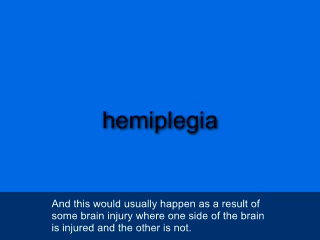 hemiplegia
And this would usually happen as a result of
some brain injury where one side of the brain
is injured and the other is not.